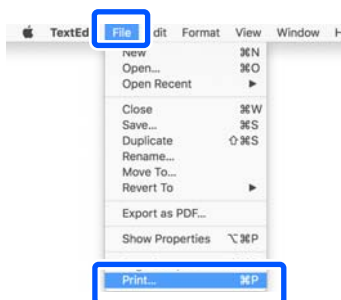 TextEd File dit Format View Window H
New ⌘N
Open... ⌘O
Open Recent ▶
Close ⌘W
Save... ⌘S
Duplicate ⇧⌘S
Rename...
Move To...
Revert To ▶
Export as PDF...
Show Properties ⌥⌘P
Print... ⌘P